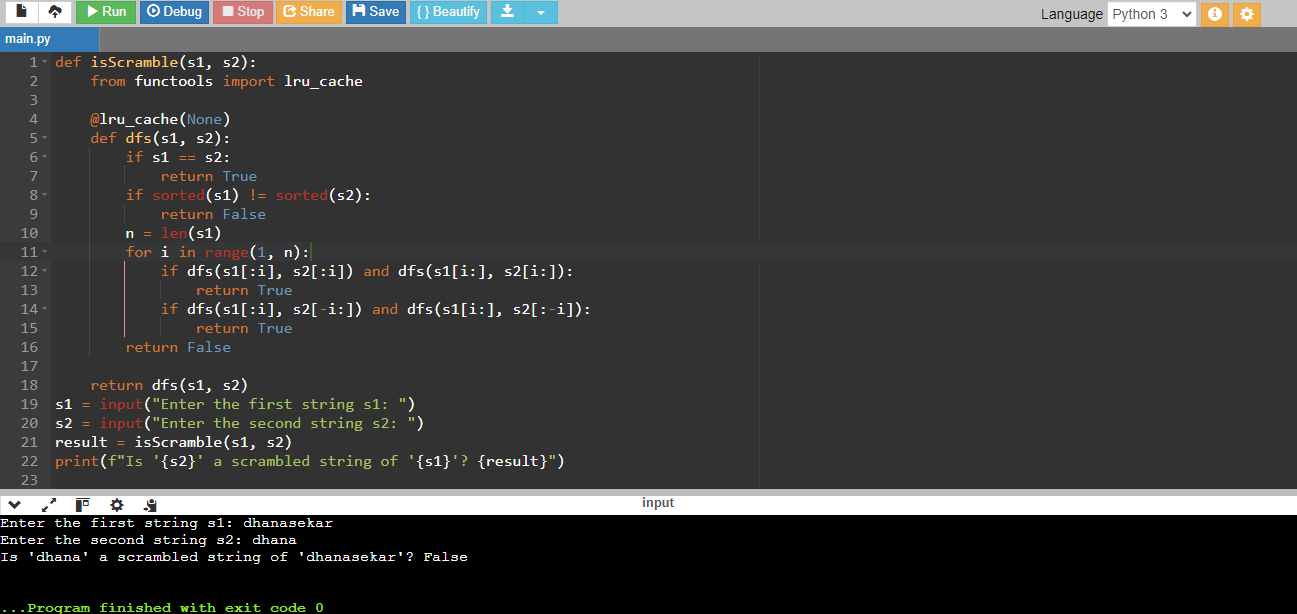 Run Debug Stop Share Save { } Beautify Language Python 3
main.py
1 def isScramble(s1, s2):
2     from functools import lru_cache
3
4     @lru_cache(None)
5     def dfs(s1, s2):
6         if s1 == s2:
7             return True
8         if sorted(s1) != sorted(s2):
9             return False
10         n = len(s1)
11         for i in range(1, n):
12             if dfs(s1[:i], s2[:i]) and dfs(s1[i:], s2[i:]):
13                 return True
14             if dfs(s1[:i], s2[-i:]) and dfs(s1[i:], s2[:-i]):
15                 return True
16         return False
17
18     return dfs(s1, s2)
19 s1 = input("Enter the first string s1: ")
20 s2 = input("Enter the second string s2: ")
21 result = isScramble(s1, s2)
22 print(f"Is '{s2}' a scrambled string of '{s1}'? {result}")
23
input
Enter the first string s1: dhanasekar
Enter the second string s2: dhana
Is 'dhana' a scrambled string of 'dhanasekar'? False
...Program finished with exit code 0